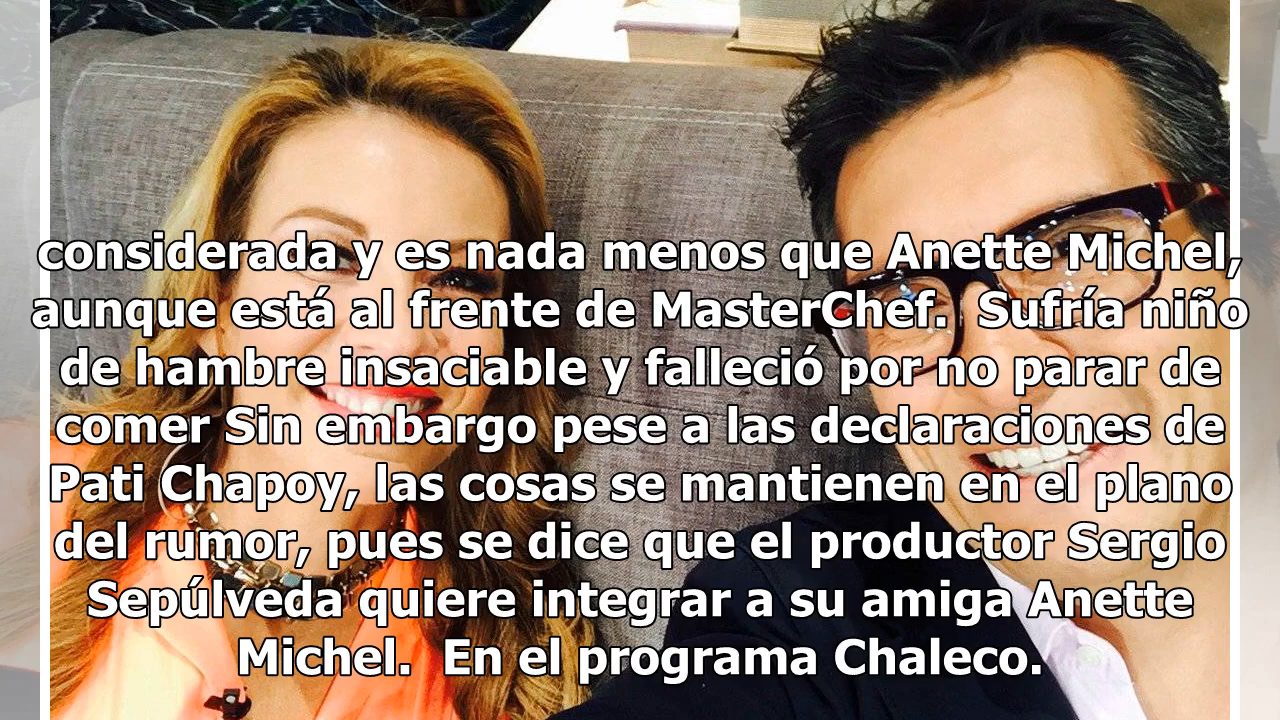 considerada y es nada menos que Anette Michel,
aunque está al frente de MasterChef.  Sufría niño
de hambre insaciable y falleció por no parar de
comer Sin embargo pese a las declaraciones de
Pati Chapoy, las cosas se mantienen en el plano
del rumor, pues se dice que el productor Sergio
Sepúlveda quiere integrar a su amiga Anette
Michel.  En el programa Chaleco.